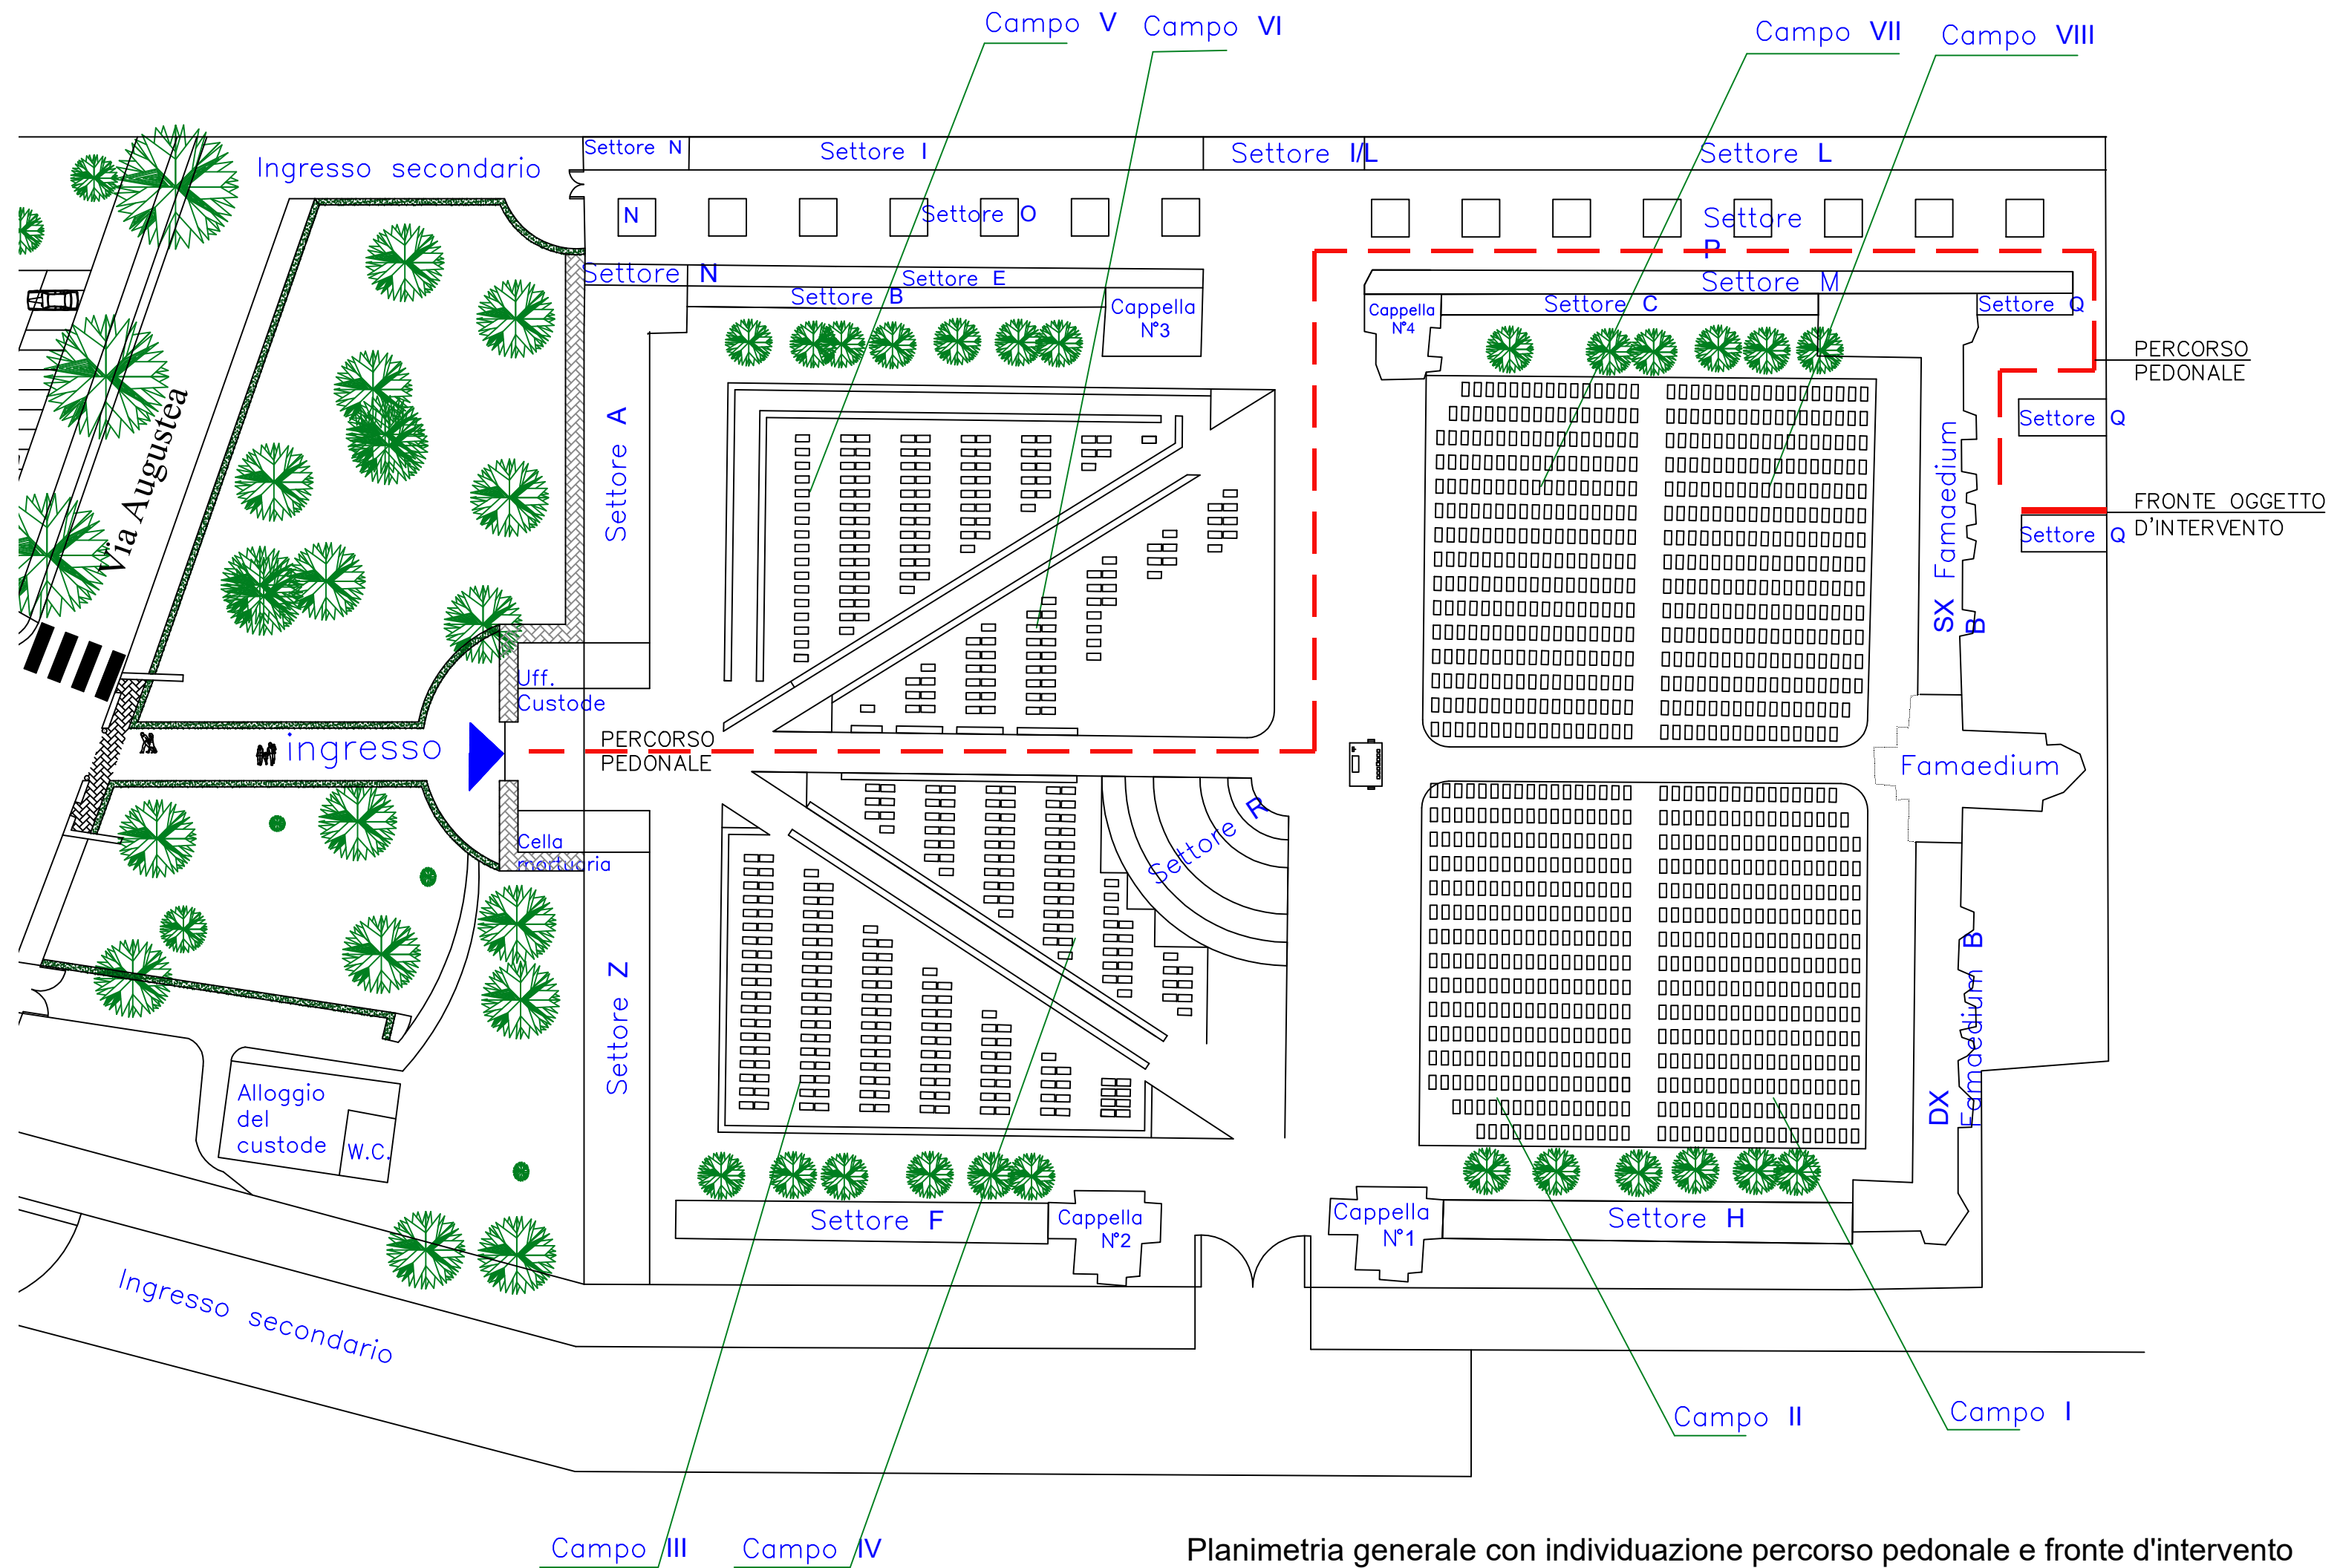 Campo V
Campo VI
Campo VII
Campo VIII
Ingresso secondario
Settore N
Settore I
Settore I/L
Settore L
N
Settore O
Settore
P
Settore N
Settore E
Settore B
Cappella
N°3
Settore M
Cappella
N°4
Settore C
Settore Q
PERCORSO
PEDONALE
Via Augustea
Settore A
SX Famaedium
B
Settore Q
FRONTE OGGETTO
D'INTERVENTO
Settore Q
Uff.
Custode
ingresso
PERCORSO
PEDONALE
Famaedium
Cella
mortuaria
Settore R
Settore Z
DX
Famaedium B
Alloggio
del
custode
W.C.
Settore F
Cappella
N°2
Cappella
N°1
Settore H
Ingresso secondario
Campo II
Campo I
Campo III
Campo IV
Planimetria generale con individuazione percorso pedonale e fronte d'intervento